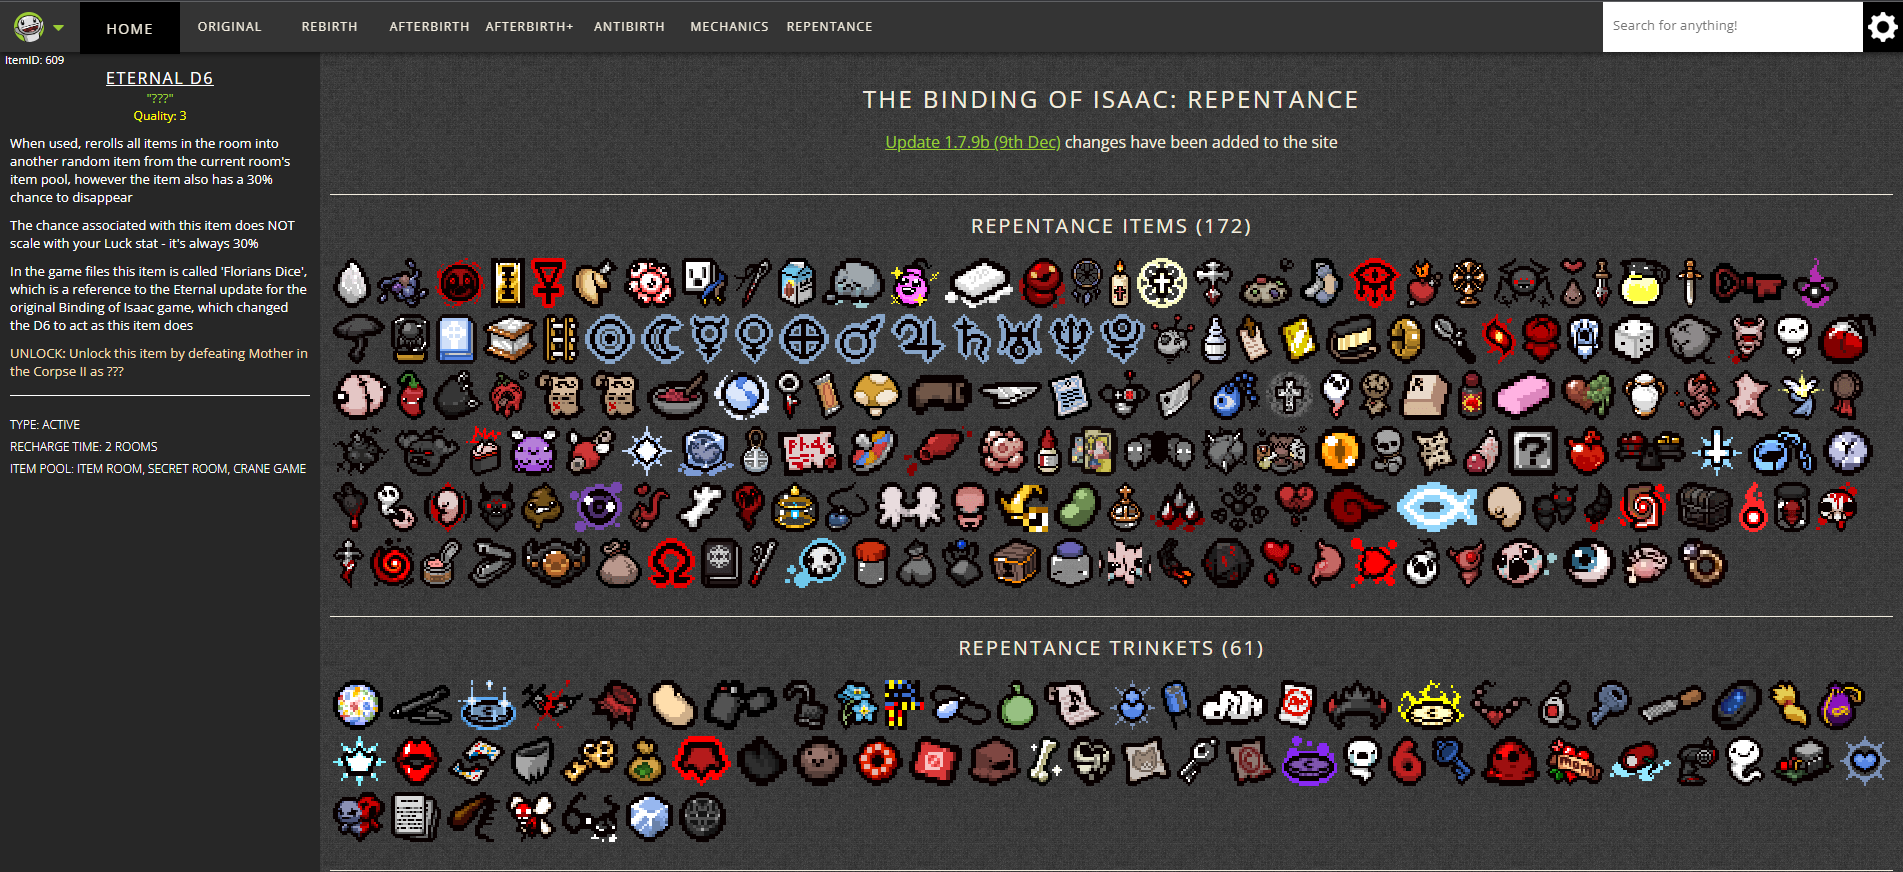 HOME
ORIGINAL
REBIRTH
AFTERBIRTH
AFTERBIRTH+
ANTIBIRTH
MECHANICS
REPENTANCE
Search for anything!
ItemID: 609
ETERNAL D6
"???"
Quality: 3
When used, rerolls all items in the room into
another random item from the current room's
item pool, however the item also has a 30%
chance to disappear
The chance associated with this item does NOT
scale with your Luck stat - it's always 30%
In the game files this item is called 'Florians Dice',
which is a reference to the Eternal update for the
original Binding of Isaac game, which changed
the D6 to act as this item does
UNLOCK: Unlock this item by defeating Mother in
the Corpse II as ???
TYPE: ACTIVE
RECHARGE TIME: 2 ROOMS
ITEM POOL: ITEM ROOM, SECRET ROOM, CRANE GAME
THE BINDING OF ISAAC: REPENTANCE
Update 1.7.9b (9th Dec) changes have been added to the site
REPENTANCE ITEMS (172)
REPENTANCE TRINKETS (61)